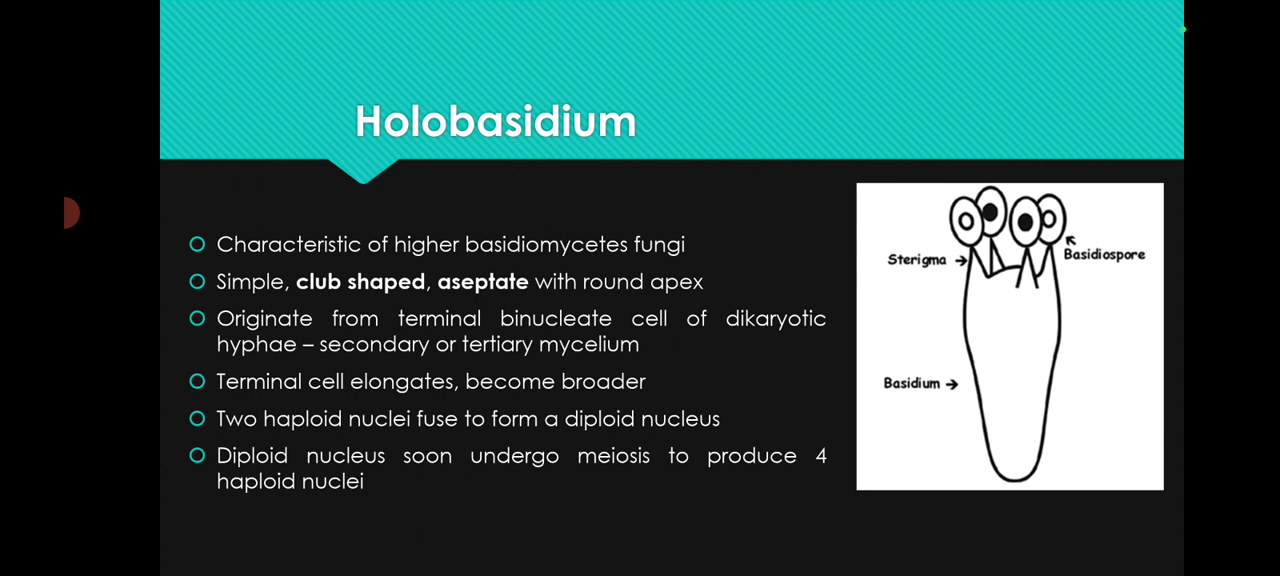 Holobasidium
Characteristic of higher basidiomycetes fungi
Simple, club shaped, aseptate with round apex
Originate from terminal binucleate cell of dikaryotic
hyphae – secondary or tertiary mycelium
Terminal cell elongates, become broader
Two haploid nuclei fuse to form a diploid nucleus
Diploid nucleus soon undergo meiosis to produce 4
haploid nuclei
Sterigma
Basidiospore
Basidium